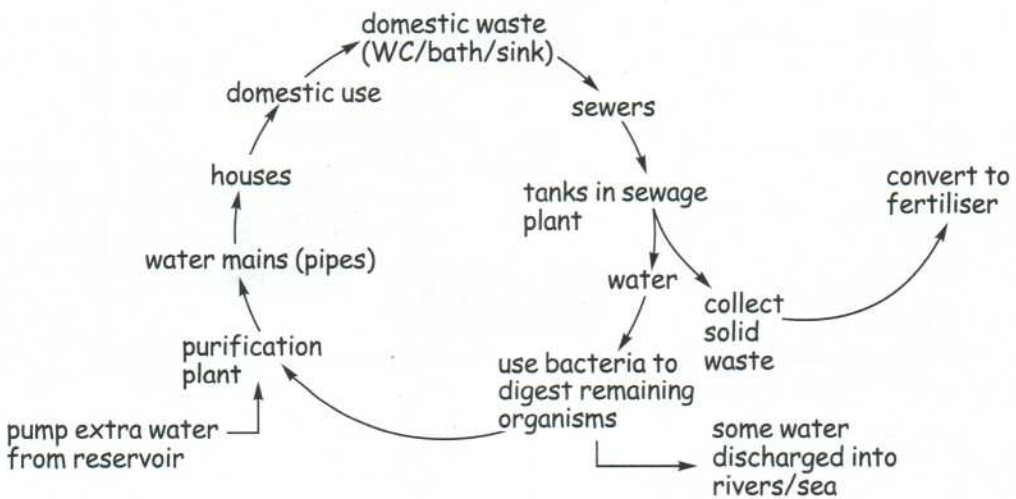 domestic waste
(WC/bath/sink)
domestic use
sewers
houses
tanks in sewage
plant
convert to
fertiliser
water mains (pipes)
water
collect
solid
waste
purification
plant
use bacteria to
digest remaining
organisms
pump extra water
from reservoir
some water
discharged into
rivers/sea